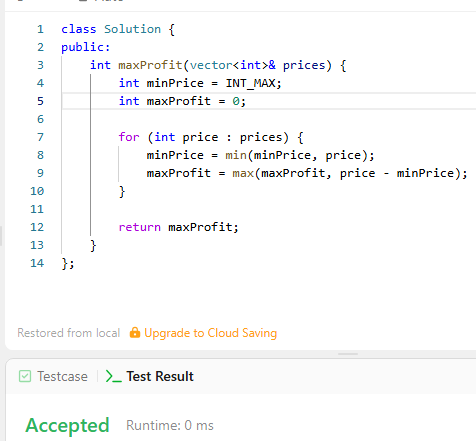 1 class Solution {
2 public:
3     int maxProfit(vector<int>& prices) {
4         int minPrice = INT_MAX;
5         int maxProfit = 0;
6
7         for (int price : prices) {
8             minPrice = min(minPrice, price);
9             maxProfit = max(maxProfit, price - minPrice);
10         }
11
12         return maxProfit;
13     }
14 };
Restored from local Upgrade to Cloud Saving
Testcase >_ Test Result
Accepted Runtime: 0 ms